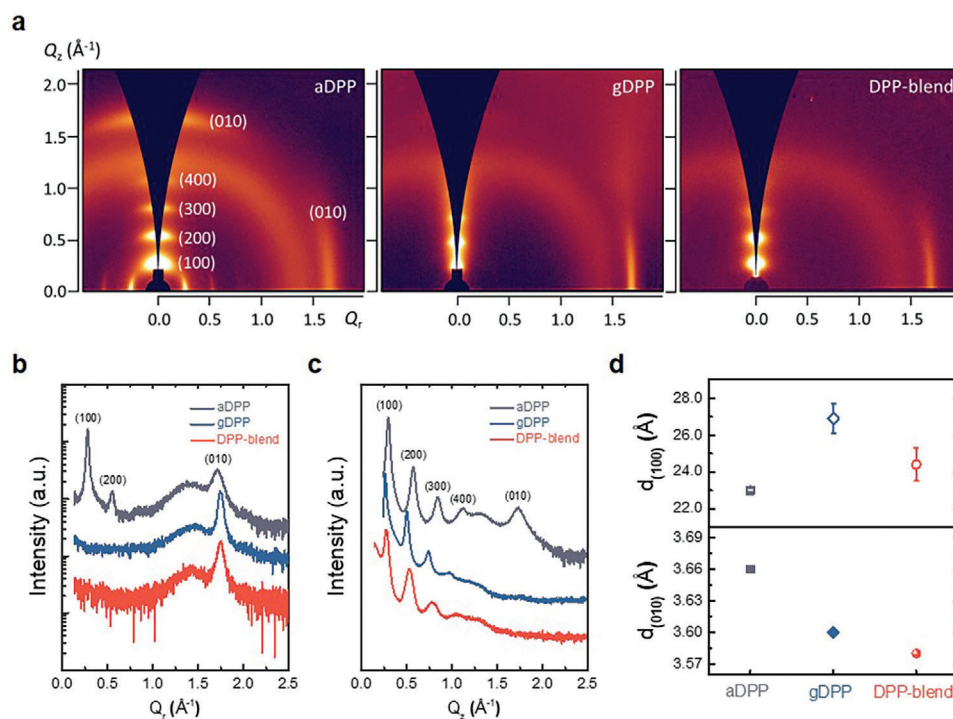 a
Q_z (Å⁻¹)
aDPP
gDPP
DPP-blend
2.0
1.5
1.0
0.5
0.0
(010)
(400)
(300)
(200)
(100)
(010)
0.0 0.5 1.0 1.5 Q_r
0.0 0.5 1.0 1.5
0.0 0.5 1.0 1.5
b
Intensity (a.u.)
(100)
(200)
(010)
aDPP
gDPP
DPP-blend
0.0 0.5 1.0 1.5 2.0 2.5
Q_r (Å⁻¹)
c
Intensity (a.u.)
(100)
(200)
(300)
(400)
(010)
aDPP
gDPP
DPP-blend
0.0 0.5 1.0 1.5 2.0 2.5
Q_z (Å⁻¹)
d
d_(100) (Å)
28.0
26.0
24.0
22.0
d_(010) (Å)
3.69
3.66
3.63
3.60
3.57
aDPP gDPP DPP-blend